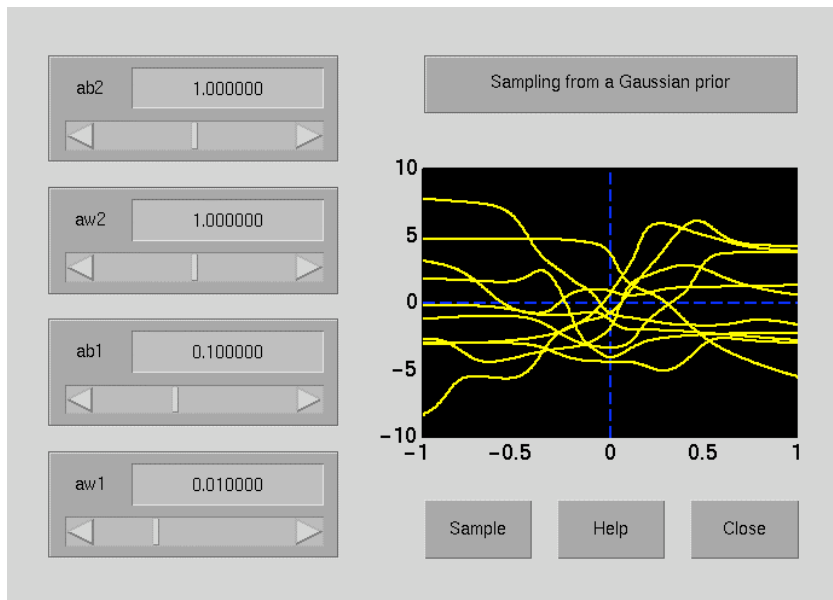 ab2 1.000000
Sampling from a Gaussian prior
aw2 1.000000
ab1 0.100000
aw1 0.010000
10
5
0
−5
−10
−1 −0.5 0 0.5 1
Sample Help Close